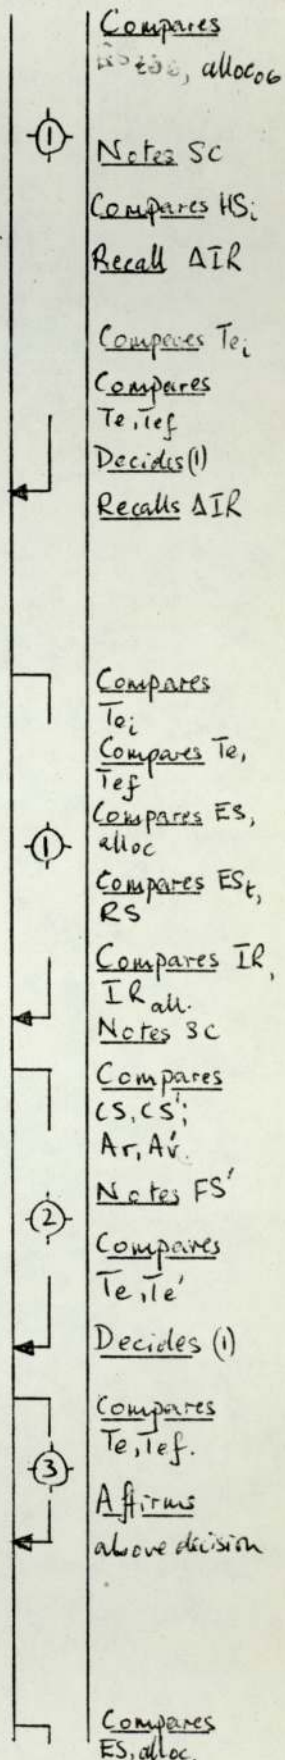 Compares
alloc₀₆
①
Notes SC
Compares HSᵢ
Recall ΔIR
Compares Teᵢ
Compares
Te, Tef
Decides (1)
Recalls ΔIR
Compares
Teᵢ
Compares Te,
Tef
① Compares ES,
alloc
Compares ESₜ,
RS
Compares IR,
IR all.
Notes SC
Compares
CS, CS';
Ar, Ar'.
② Notes FS'
Compares
Te, Te'
Decides (1)
Compares
③ Te, Tef.
Affirms
above decision
Compares
ES, alloc.